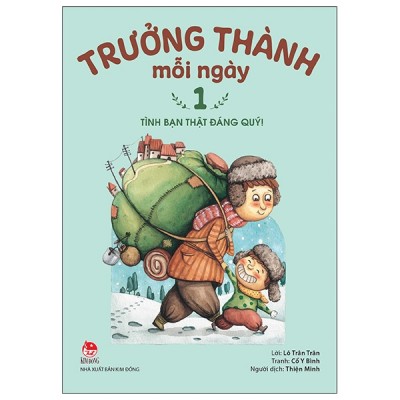 TRƯỞNG THÀNH
mỗi ngày
1
TÌNH BẠN THẬT ĐÁNG QUÝ!
Lời: Lô Trân Trân
Tranh: Cố Y Bình
Người dịch: Thiện Minh
KIM ĐỒNG
NHÀ XUẤT BẢN KIM ĐỒNG